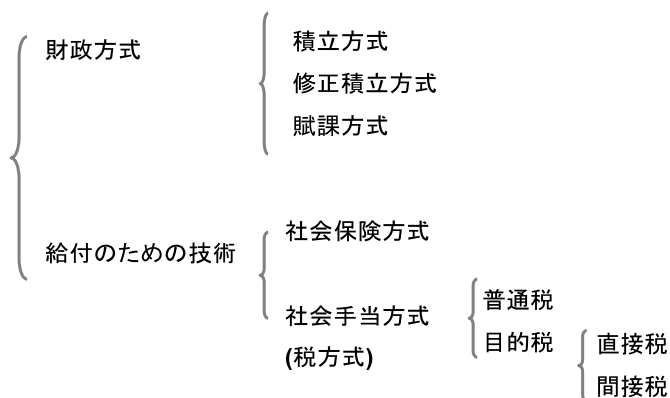 財政方式
積立方式
修正積立方式
賦課方式
給付のための技術
社会保険方式
社会手当方式
(税方式)
普通税
目的税
直接税
間接税